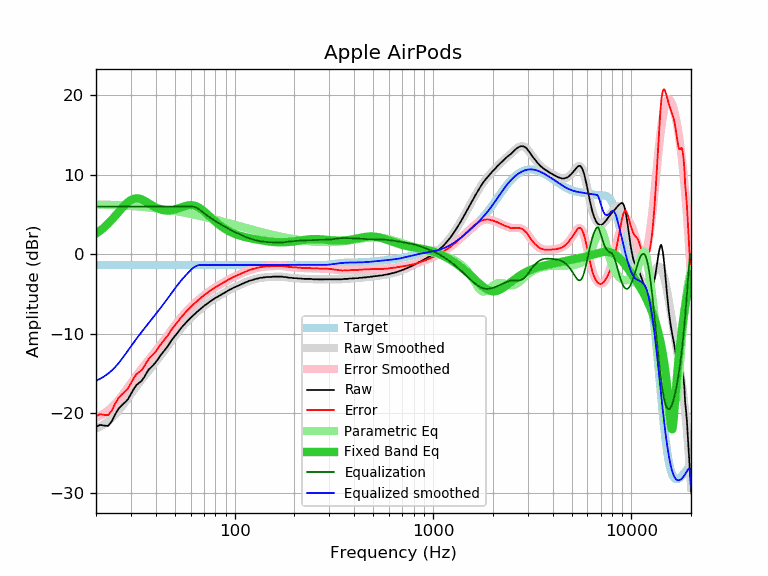 Apple AirPods
Amplitude (dBr)
20
10
0
−10
−20
−30
Target
Raw Smoothed
Error Smoothed
Raw
Error
Parametric Eq
Fixed Band Eq
Equalization
Equalized smoothed
100
1000
10000
Frequency (Hz)